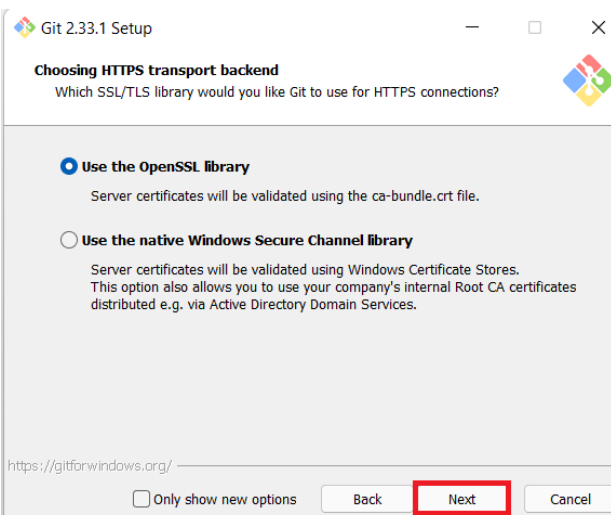 Git 2.33.1 Setup
Choosing HTTPS transport backend
Which SSL/TLS library would you like Git to use for HTTPS connections?
Use the OpenSSL library
Server certificates will be validated using the ca-bundle.crt file.
Use the native Windows Secure Channel library
Server certificates will be validated using Windows Certificate Stores.
This option also allows you to use your company's internal Root CA certificates
distributed e.g. via Active Directory Domain Services.
https://gitforwindows.org/
Only show new options Back Next Cancel